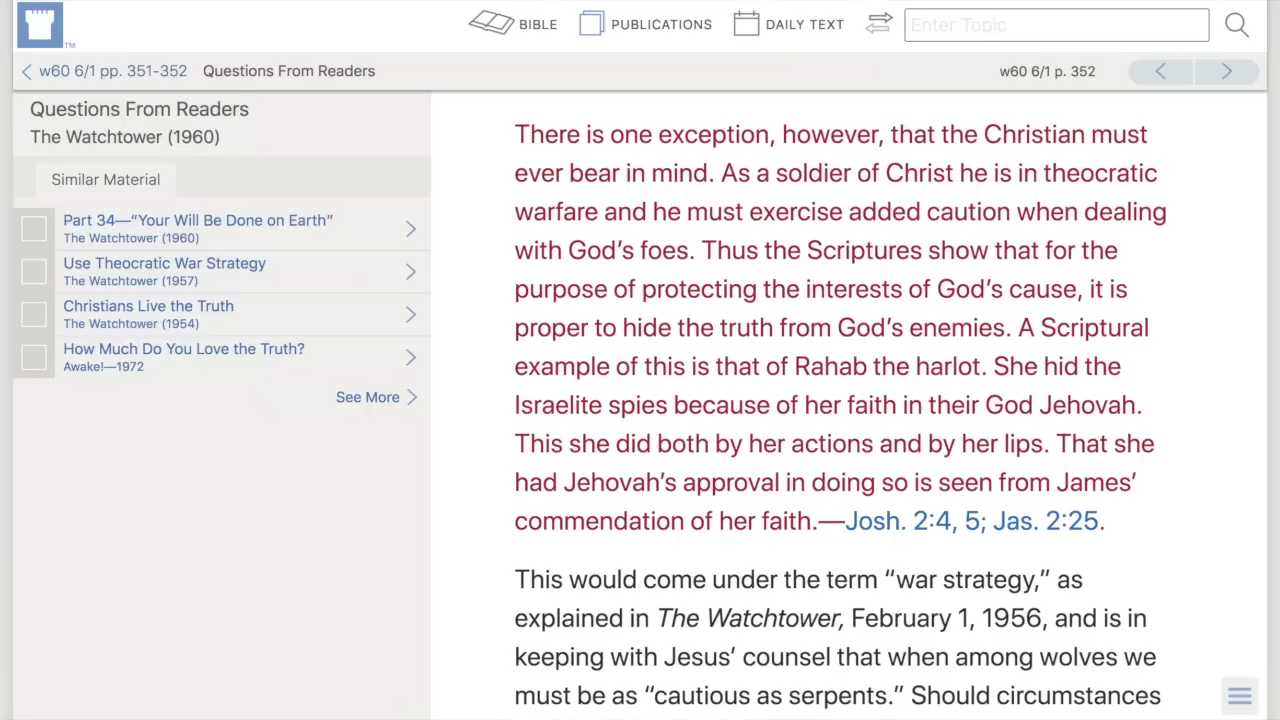 TM
BIBLE
PUBLICATIONS
DAILY TEXT
Enter Topic
w60 6/1 pp. 351-352
Questions From Readers
w60 6/1 p. 352
Questions From Readers
The Watchtower (1960)
Similar Material
Part 34—“Your Will Be Done on Earth”
The Watchtower (1960)
Use Theocratic War Strategy
The Watchtower (1957)
Christians Live the Truth
The Watchtower (1954)
How Much Do You Love the Truth?
Awake!—1972
See More
There is one exception, however, that the Christian must
ever bear in mind. As a soldier of Christ he is in theocratic
warfare and he must exercise added caution when dealing
with God’s foes. Thus the Scriptures show that for the
purpose of protecting the interests of God’s cause, it is
proper to hide the truth from God’s enemies. A Scriptural
example of this is that of Rahab the harlot. She hid the
Israelite spies because of her faith in their God Jehovah.
This she did both by her actions and by her lips. That she
had Jehovah’s approval in doing so is seen from James’
commendation of her faith.—Josh. 2:4, 5; Jas. 2:25.
This would come under the term “war strategy,” as
explained in The Watchtower, February 1, 1956, and is in
keeping with Jesus’ counsel that when among wolves we
must be as “cautious as serpents.” Should circumstances